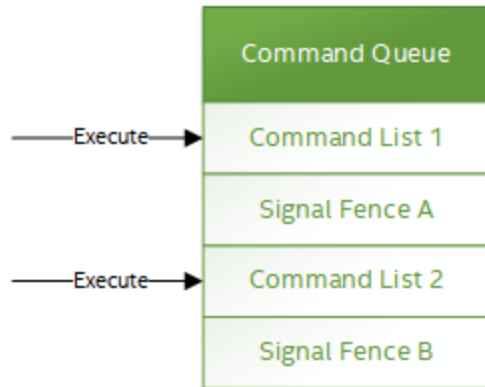 Command Queue
Execute
Command List 1
Signal Fence A
Execute
Command List 2
Signal Fence B